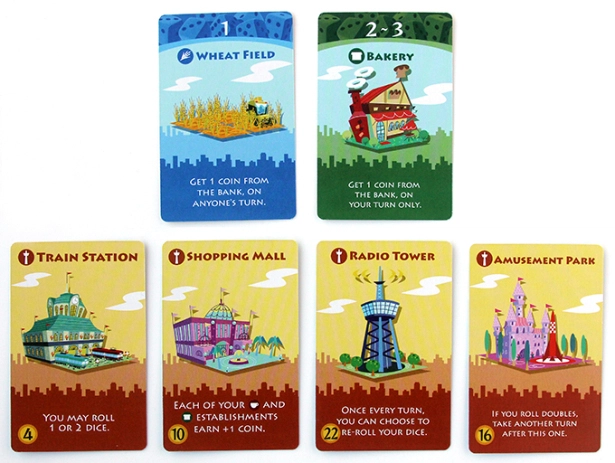 1
WHEAT FIELD
GET 1 COIN FROM
THE BANK, ON
ANYONE'S TURN.
2~3
BAKERY
GET 1 COIN FROM
THE BANK, ON
YOUR TURN ONLY.
TRAIN STATION
YOU MAY ROLL
1 OR 2 DICE.
4
SHOPPING MALL
EACH OF YOUR AND
ESTABLISHMENTS
EARN +1 COIN.
10
RADIO TOWER
ONCE EVERY TURN,
YOU CAN CHOOSE TO
RE-ROLL YOUR DICE.
22
AMUSEMENT PARK
IF YOU ROLL DOUBLES,
TAKE ANOTHER TURN
AFTER THIS ONE.
16